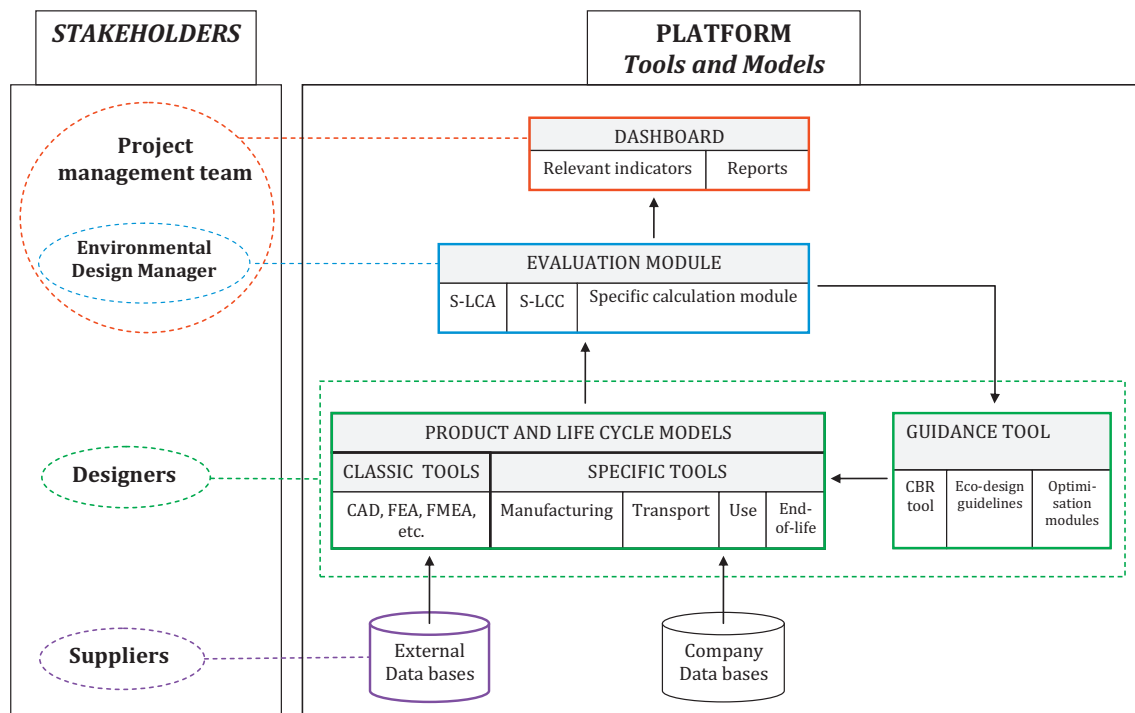 STAKEHOLDERS
PLATFORM
Tools and Models
Project
management team
Environmental
Design Manager
Designers
Suppliers
DASHBOARD
Relevant indicators
Reports
EVALUATION MODULE
S-LCA
S-LCC
Specific calculation module
PRODUCT AND LIFE CYCLE MODELS
CLASSIC TOOLS
SPECIFIC TOOLS
CAD, FEA, FMEA,
etc.
Manufacturing
Transport
Use
End-
of-life
GUIDANCE TOOL
CBR
tool
Eco-design
guidelines
Optimi-
sation
modules
External
Data bases
Company
Data bases